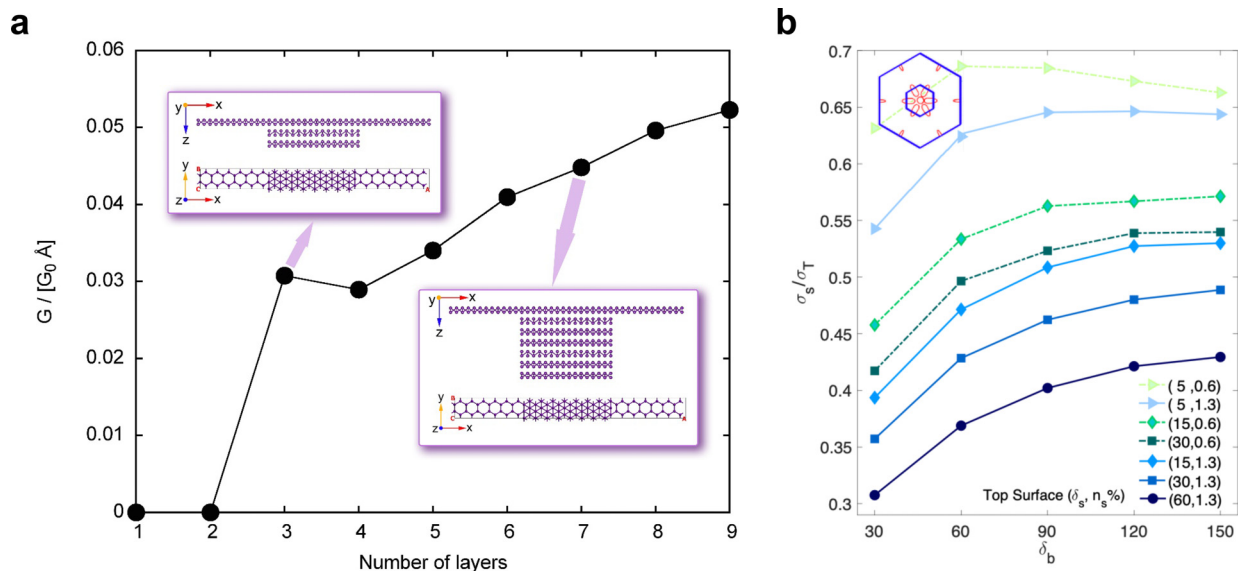 a
0.06
0.05
0.04
0.03
0.02
0.01
0
G / [G₀ Å]
1 2 3 4 5 6 7 8 9
Number of layers
y x
z
y
z x
B
C
A
y x
z
y
z x
B
C
A
b
0.7
0.65
0.6
0.55
0.5
0.45
0.4
0.35
0.3
σₛ/σ_T
( 5 ,0.6)
( 5 ,1.3)
(15,0.6)
(30,0.6)
(15,1.3)
(30,1.3)
Top Surface (δₛ, nₛ%) (60,1.3)
30 60 90 120 150
δ_b